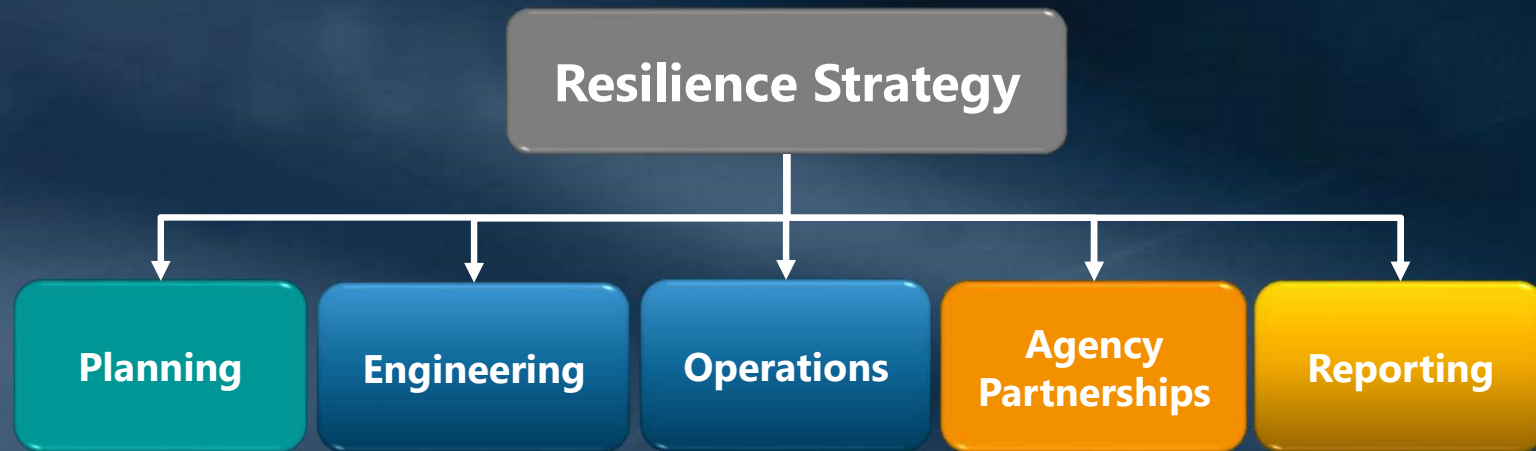 Resilience Strategy
Planning
Engineering
Operations
Agency
Partnerships
Reporting